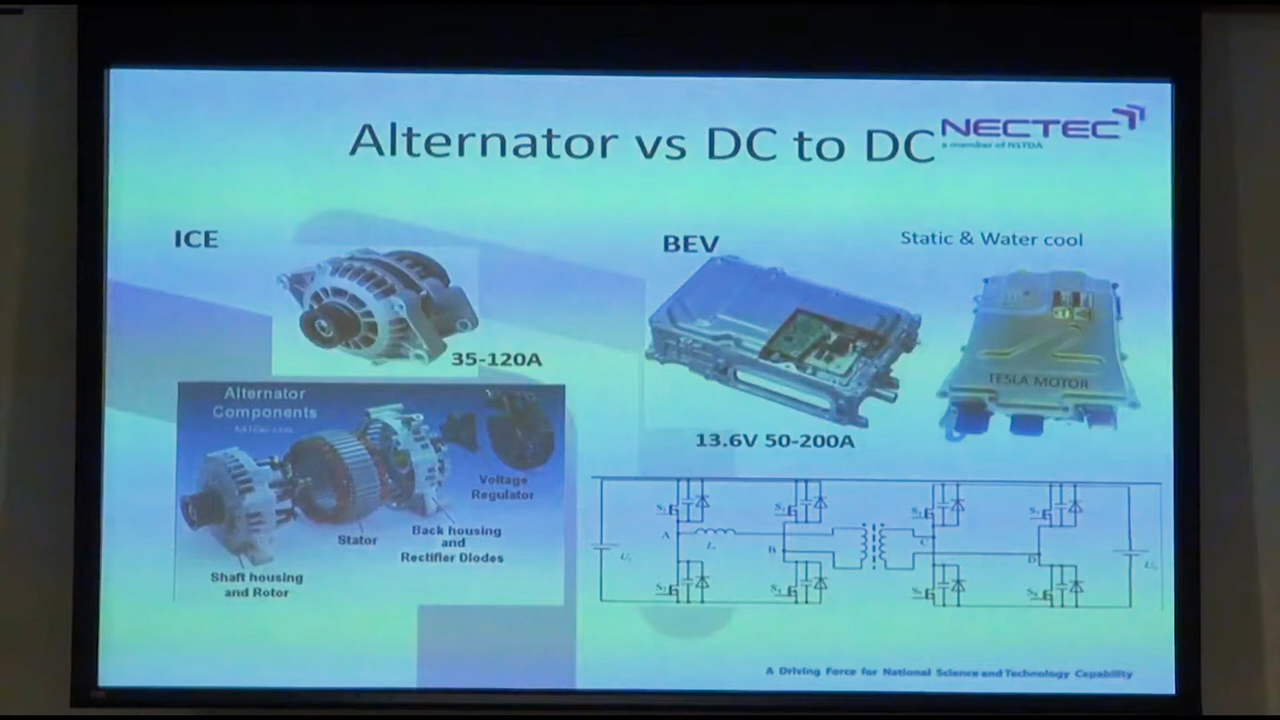 Alternator vs DC to DC
NECTEC
a member of NSTDA
ICE
BEV
Static & Water cool
35-120A
TESLA MOTOR
13.6V 50-200A
Alternator
Components
Voltage
Regulator
Stator
Back housing
and
Rectifier Diodes
Shaft housing
and Rotor
A
B
C
D
A Driving Force for National Science and Technology Capability